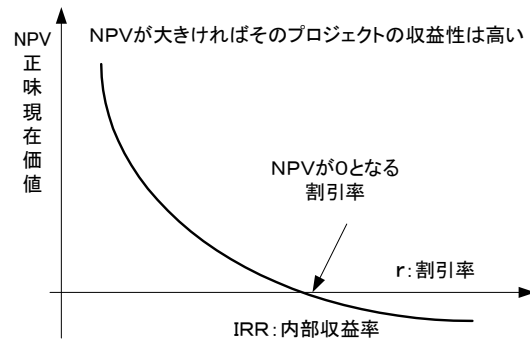 NPVが大きければそのプロジェクトの収益性は高い
NPV
正
味
現
在
価
値
NPVが0となる
割引率
r：割引率
IRR：内部収益率